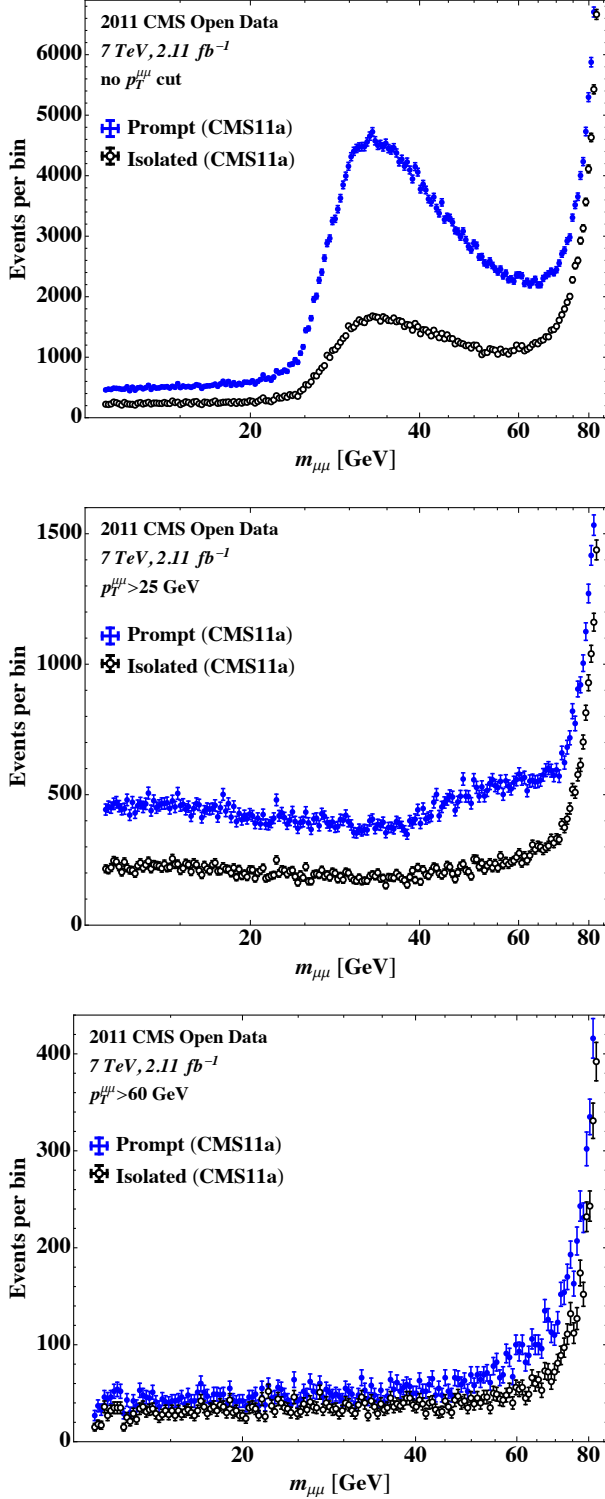 2011 CMS Open Data
7 TeV, 2.11 fb⁻¹
no p_T^μμ cut
Prompt (CMS11a)
Isolated (CMS11a)
Events per bin
6000
5000
4000
3000
2000
1000
0
20 40 60 80
m_μμ [GeV]
2011 CMS Open Data
7 TeV, 2.11 fb⁻¹
p_T^μμ>25 GeV
Prompt (CMS11a)
Isolated (CMS11a)
Events per bin
1500
1000
500
0
20 40 60 80
m_μμ [GeV]
2011 CMS Open Data
7 TeV, 2.11 fb⁻¹
p_T^μμ>60 GeV
Prompt (CMS11a)
Isolated (CMS11a)
Events per bin
400
300
200
100
0
20 40 60 80
m_μμ [GeV]